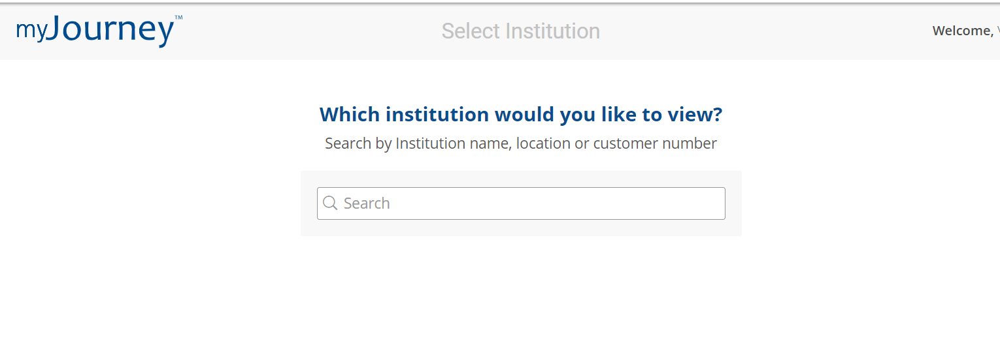 myJourney™
Select Institution
Welcome,
Which institution would you like to view?
Search by Institution name, location or customer number
Search